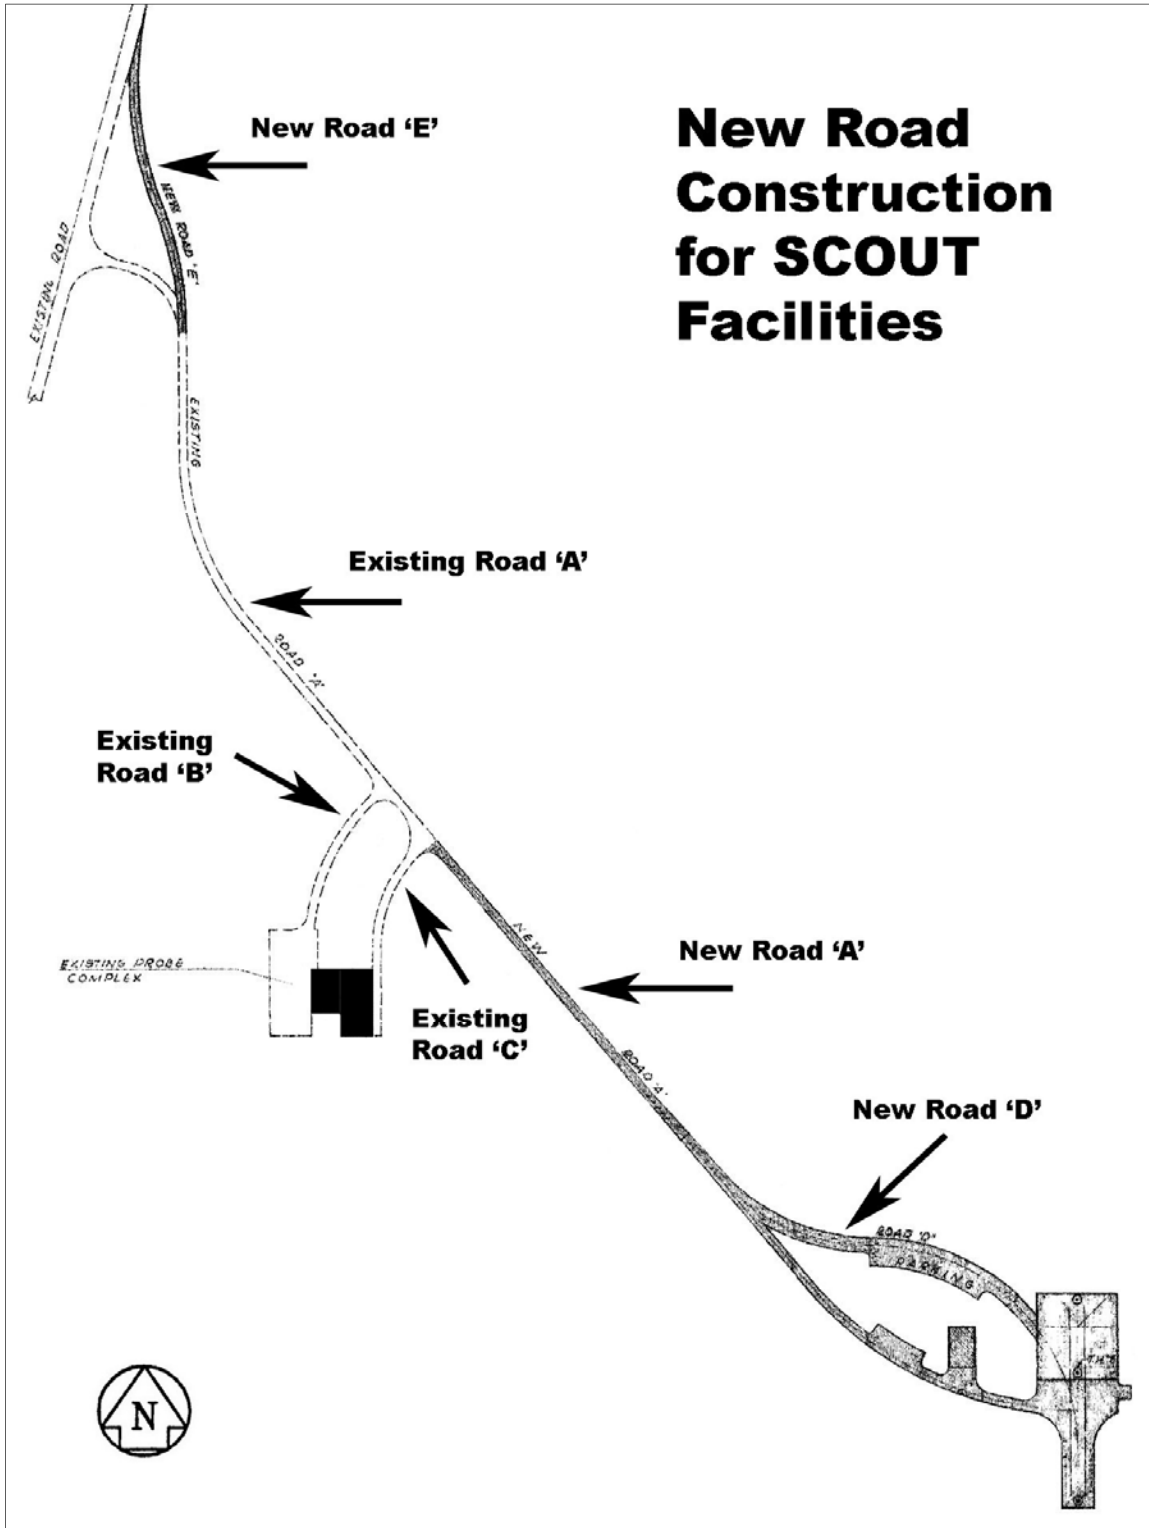 New Road
Construction
for SCOUT
Facilities
New Road ‘E’
NEW ROAD 'E'
EXISTING ROAD
EXISTING
Existing Road ‘A’
ROAD "A"
Existing
Road ‘B’
EXISTING PROBE
COMPLEX
Existing
Road ‘C’
NEW
New Road ‘A’
ROAD 'A'
New Road ‘D’
ROAD "D"
PARKING
N